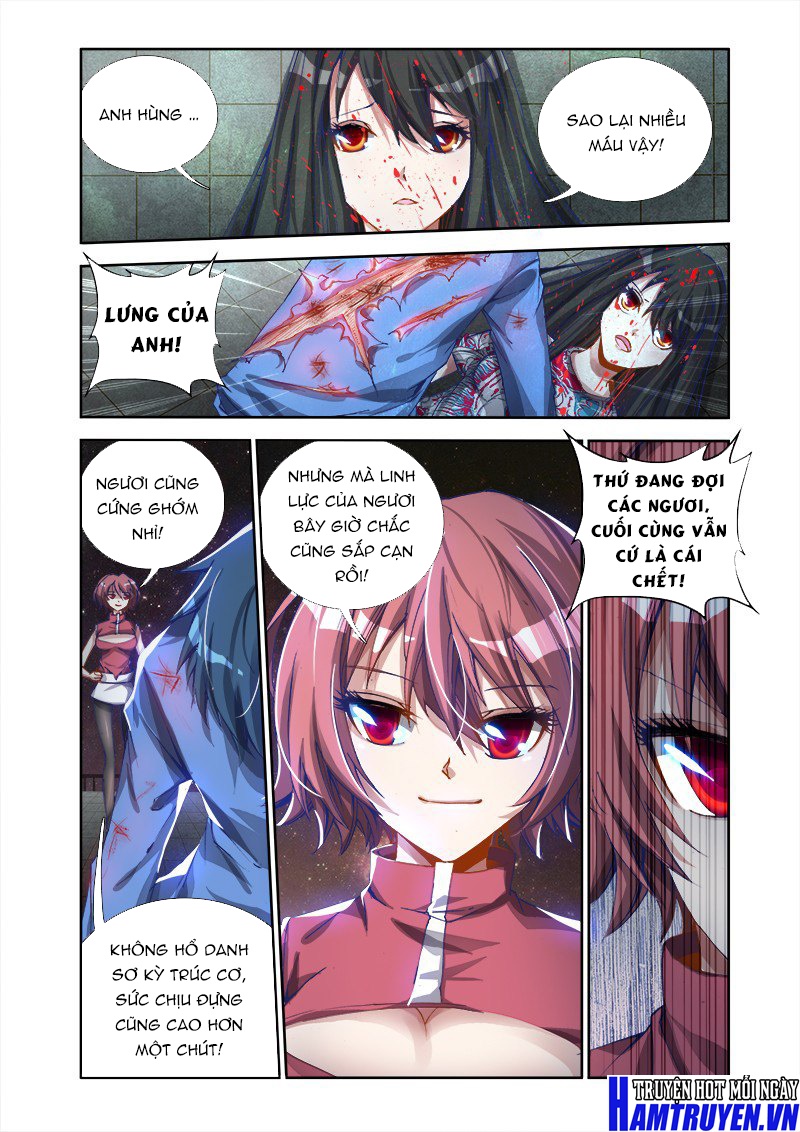 ANH HÙNG ...
SAO LẠI NHIỀU
MÁU VẬY!
LƯNG CỦA
ANH!
NGƯƠI CŨNG
CỨNG GHỚM
NHỈ!
NHƯNG MÀ LINH
LỰC CỦA NGƯƠI
BÂY GIỜ CHẮC
CŨNG SẮP CẠN
RỒI!
THỨ ĐANG ĐỢI
CÁC NGƯƠI,
CUỐI CÙNG VẪN
CỨ LÀ CÁI
CHẾT!
KHÔNG HỔ DANH
SƠ KỲ TRÚC CƠ,
SỨC CHỊU ĐỰNG
CŨNG CAO HƠN
MỘT CHÚT!
TRUYỆN HOT MỖI NGÀY
HAMTRUYEN.VN